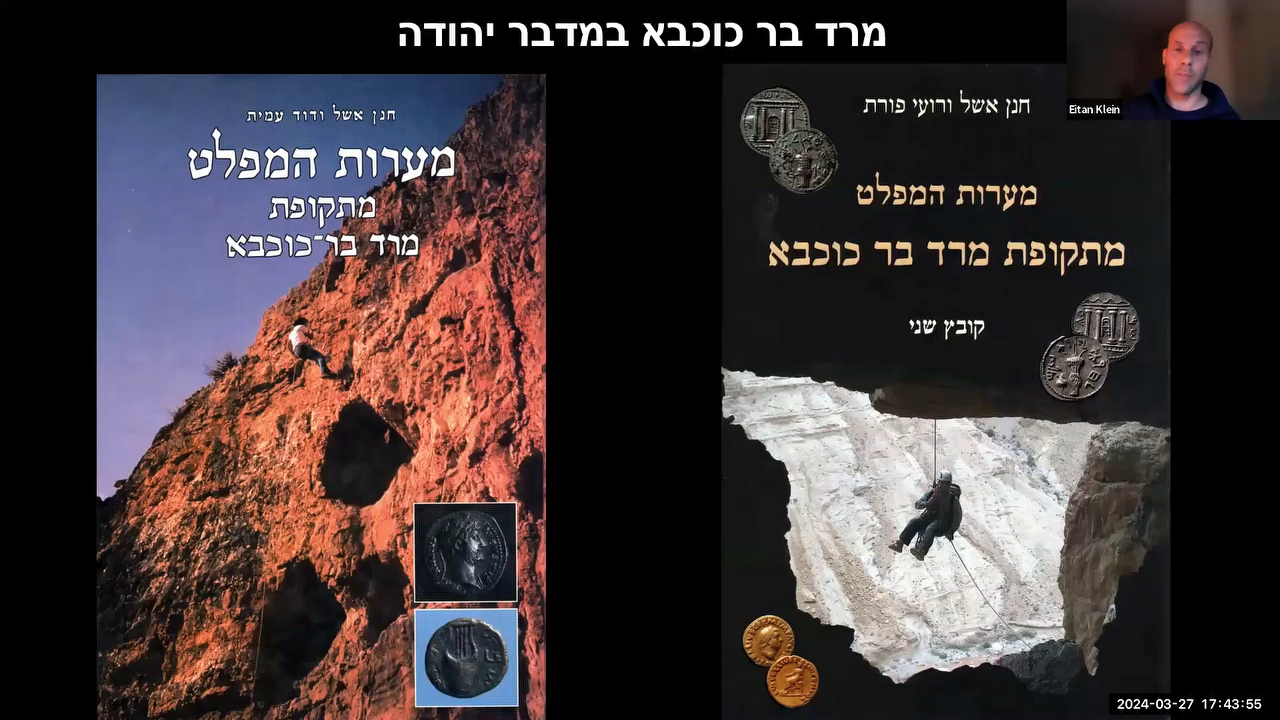 מרד בר כוכבא במדבר יהודה
Eitan Klein
חנן אשל ורועי פורת
מערות המפלט
מתקופת מרד בר כוכבא
קובץ שני
חנן אשל ודוד עמית
מערות המפלט
מתקופת
מרד בר־כוכבא
2024-03-27 17:43:55